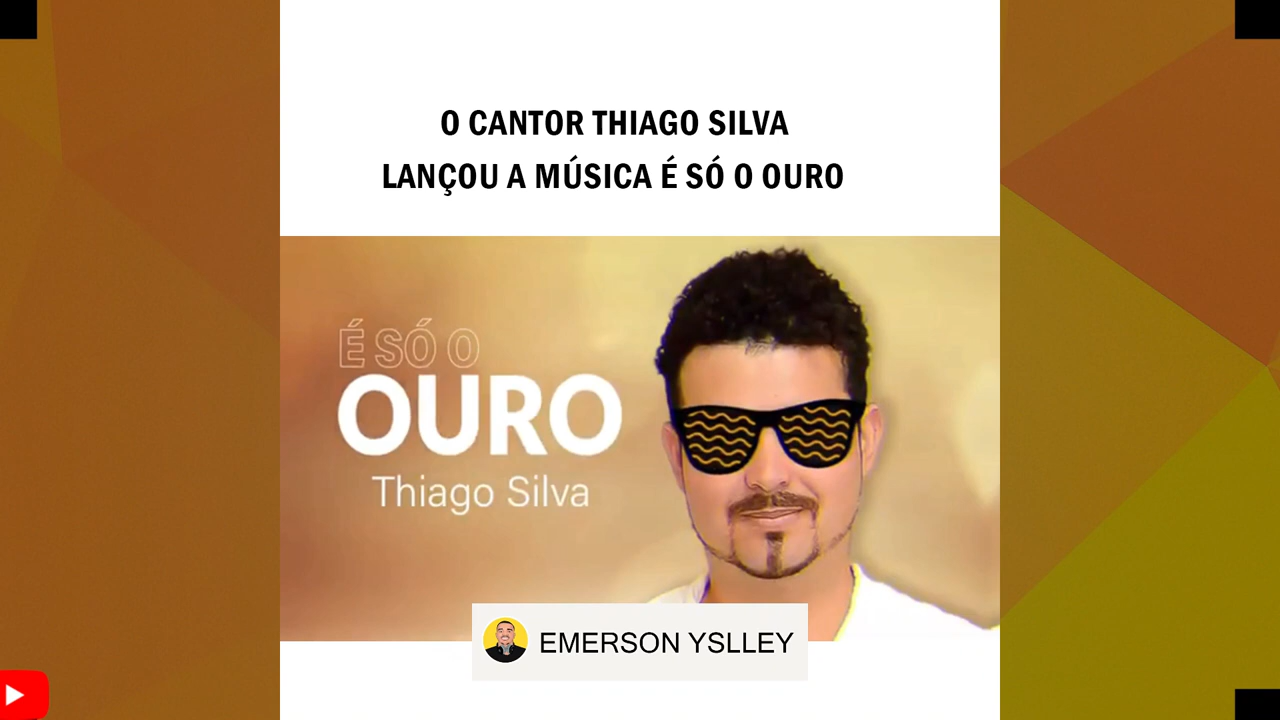 O CANTOR THIAGO SILVA
LANÇOU A MÚSICA É SÓ O OURO
É SÓ O
OURO
Thiago Silva
EMERSON YSLLEY